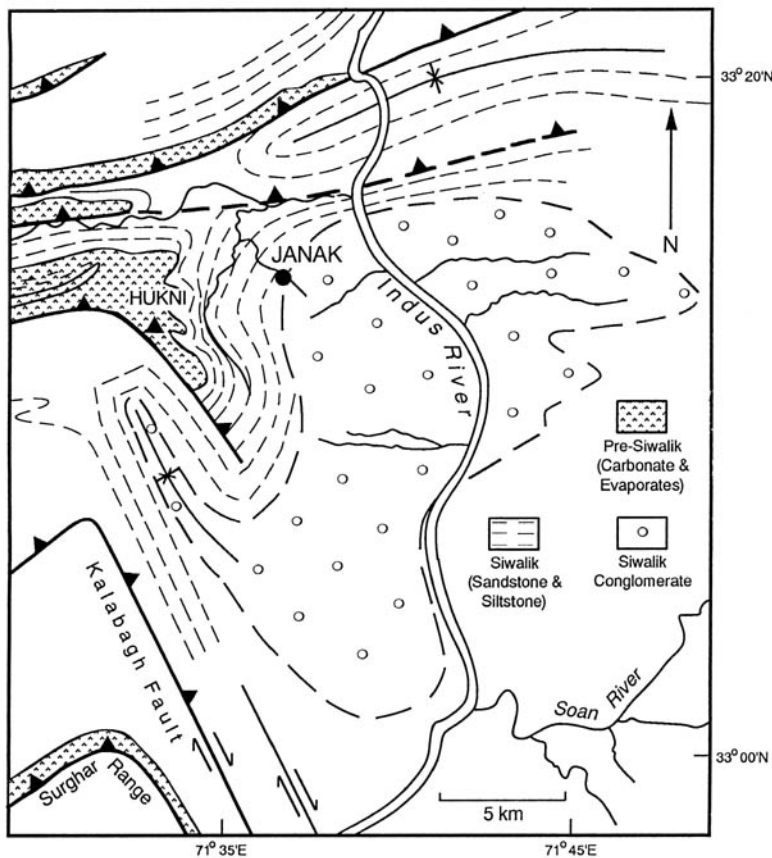 33° 20'N
N
JANAK
HUKNI
Indus River
Pre-Siwalik
(Carbonate &
Evaporates)
Siwalik
(Sandstone &
Siltstone)
Siwalik
Conglomerate
Kalabagh Fault
Soan River
Surghar Range
33° 00'N
5 km
71° 35'E
71° 45'E